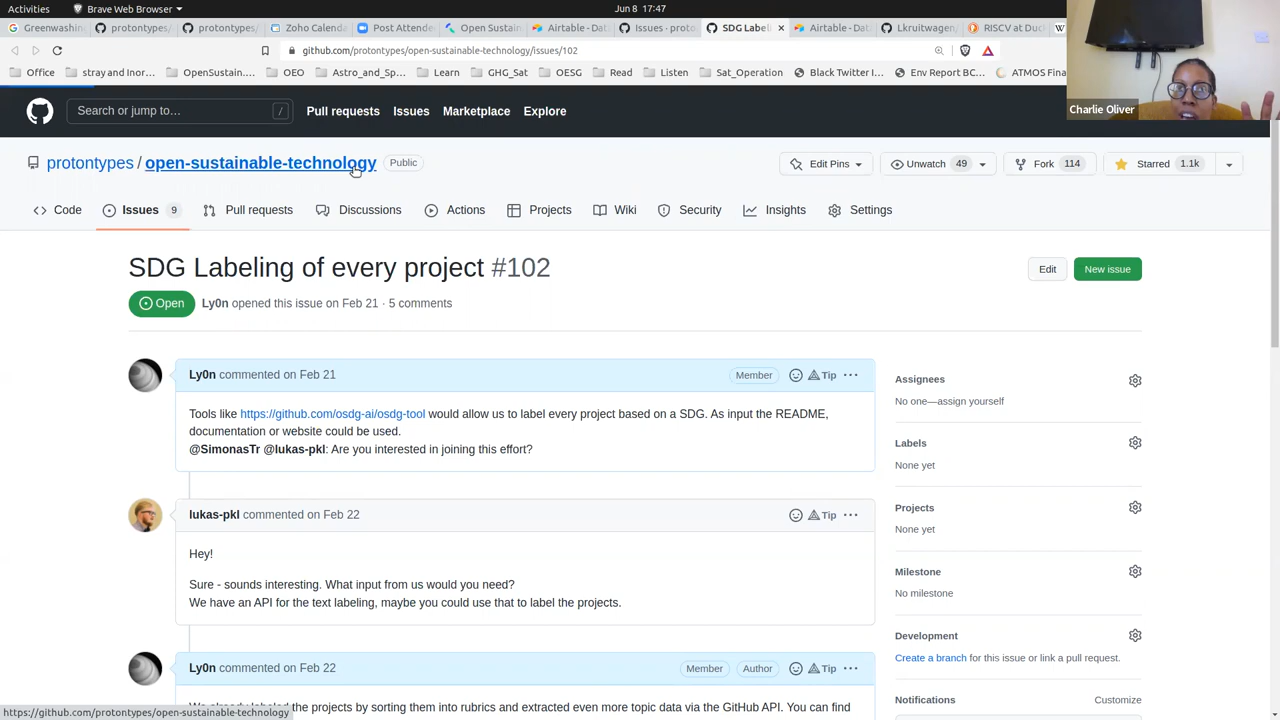 Activities
Brave Web Browser
Jun 8 17:47
Greenwashin
protontypes/
protontypes/
Zoho Calenda
Post Attende
Open Sustain
Airtable - Dat
Issues - proto
SDG Label
Airtable - Dat
Lkruitwagen/
RISCV at Duc
github.com/protontypes/open-sustainable-technology/issues/102
Office
stray and Inor…
OpenSustain.…
OEO
Astro_and_Sp…
Learn
GHG_Sat
OESG
Read
Listen
Sat_Operation
Black Twitter I…
Env Report BC…
ATMOS Fina
Charlie Oliver
Search or jump to…
/
Pull requests
Issues
Marketplace
Explore
protontypes / open-sustainable-technology
Public
Edit Pins
Unwatch 49
Fork 114
Starred 1.1k
Code
Issues 9
Pull requests
Discussions
Actions
Projects
Wiki
Security
Insights
Settings
SDG Labeling of every project #102
Edit
New issue
Open
Ly0n opened this issue on Feb 21 · 5 comments
Ly0n commented on Feb 21
Member
Tip
Tools like https://github.com/osdg-ai/osdg-tool would allow us to label every project based on a SDG. As input the README,
documentation or website could be used.
@SimonasTr @lukas-pkl: Are you interested in joining this effort?
lukas-pkl commented on Feb 22
Tip
Hey!
Sure - sounds interesting. What input from us would you need?
We have an API for the text labeling, maybe you could use that to label the projects.
Ly0n commented on Feb 22
Member
Author
Tip
the projects by sorting them into rubrics and extracted even more topic data via the GitHub API. You can find
Assignees
No one—assign yourself
Labels
None yet
Projects
None yet
Milestone
No milestone
Development
Create a branch for this issue or link a pull request.
Notifications
Customize
https://github.com/protontypes/open-sustainable-technology